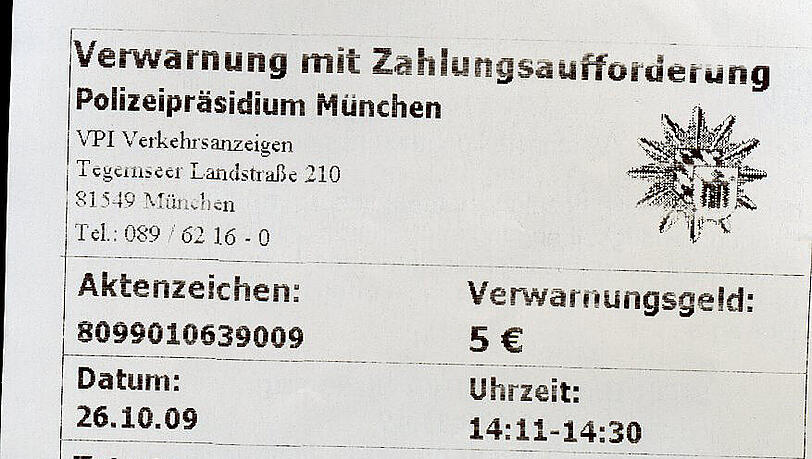 Verwarnung mit Zahlungsaufforderung
Polizeipräsidium München
VPI Verkehrsanzeigen
Tegernseer Landstraße 210
81549 München
Tel.: 089 / 62 16 - 0
Aktenzeichen:
8099010639009
Verwarnungsgeld:
5 €
Datum:
26.10.09
Uhrzeit:
14:11-14:30